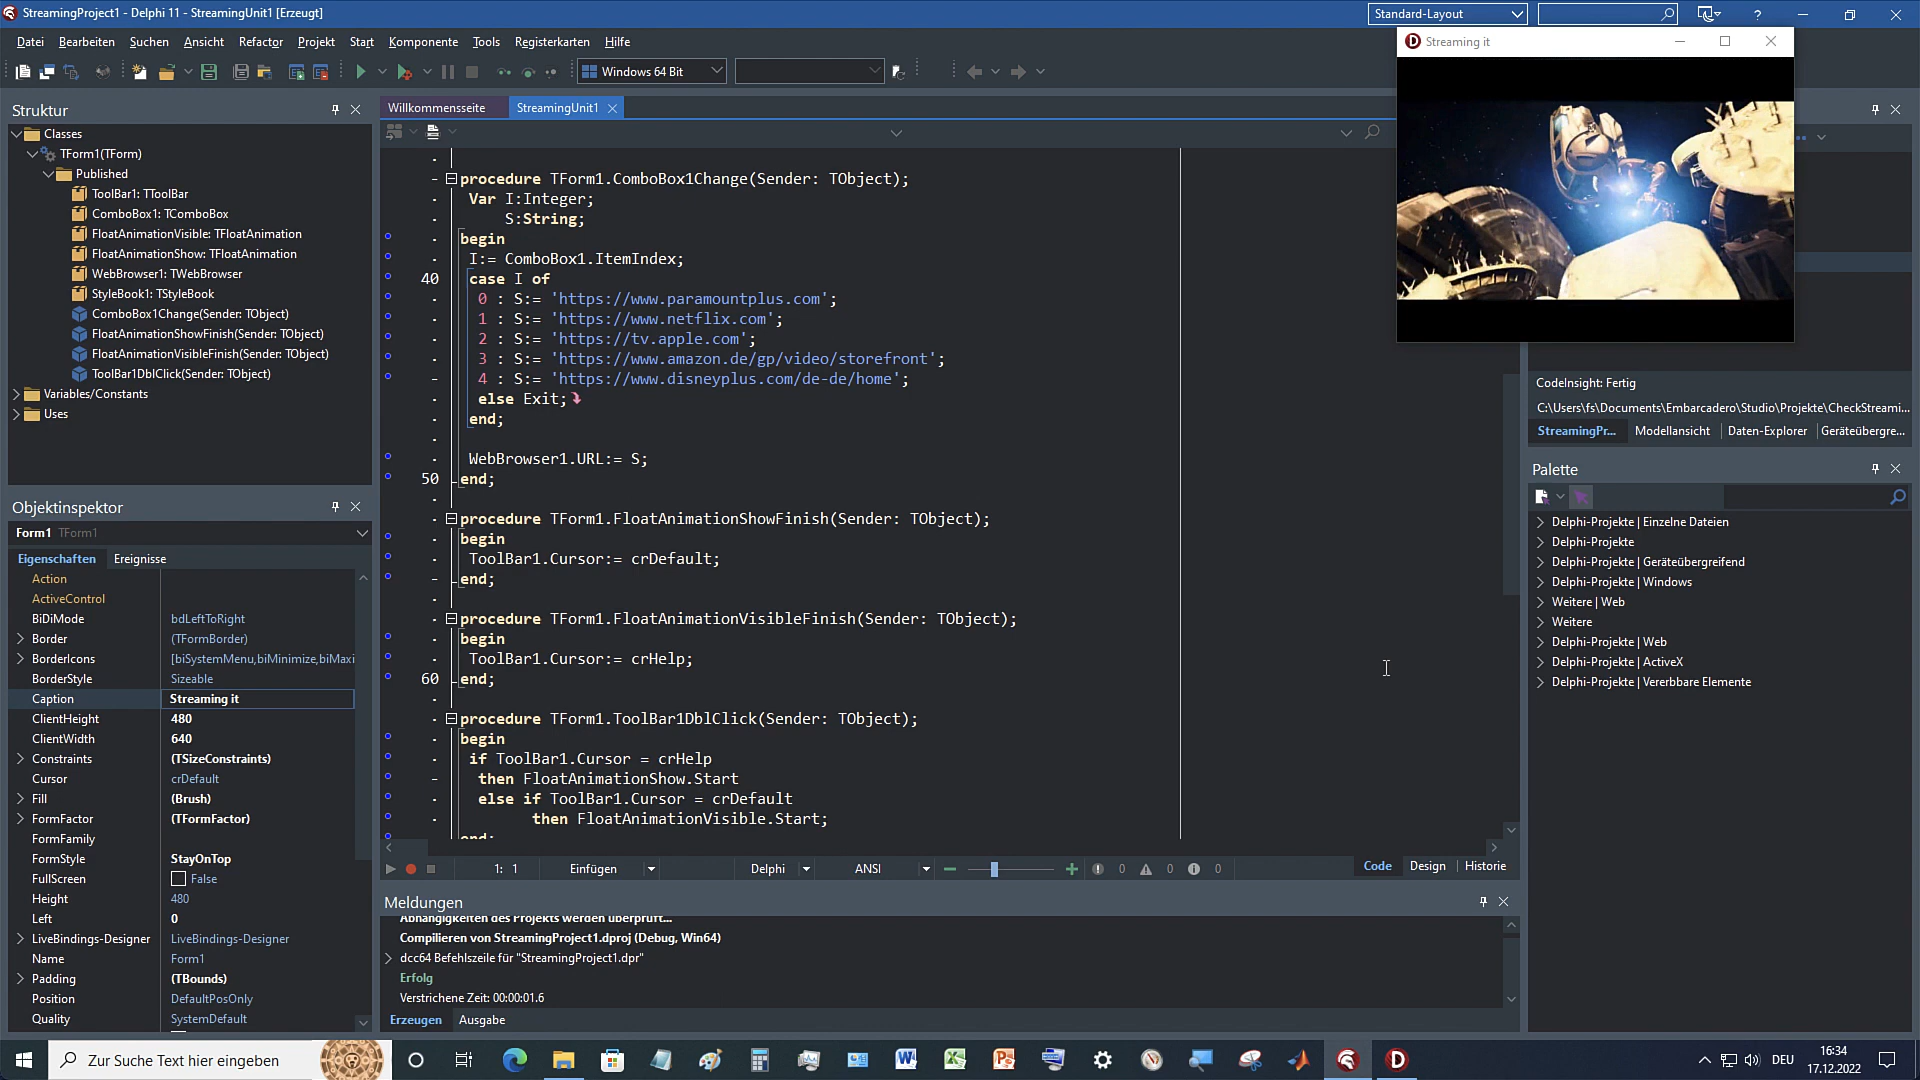 StreamingProject1 - Delphi 11 - StreamingUnit1 [Erzeugt]
Standard-Layout
?
Datei Bearbeiten Suchen Ansicht Refactor Projekt Start Komponente Tools Registerkarten Hilfe
Windows 64 Bit
Streaming it
Struktur
Classes
TForm1(TForm)
Published
ToolBar1: TToolBar
ComboBox1: TComboBox
FloatAnimationVisible: TFloatAnimation
FloatAnimationShow: TFloatAnimation
WebBrowser1: TWebBrowser
StyleBook1: TStyleBook
ComboBox1Change(Sender: TObject)
FloatAnimationShowFinish(Sender: TObject)
FloatAnimationVisibleFinish(Sender: TObject)
ToolBar1DblClick(Sender: TObject)
Variables/Constants
Uses
Objektinspektor
Form1 TForm1
Eigenschaften Ereignisse
Action
ActiveControl
BiDiMode bdLeftToRight
Border (TFormBorder)
BorderIcons [biSystemMenu,biMinimize,biMaxi
BorderStyle Sizeable
Caption Streaming it
ClientHeight 480
ClientWidth 640
Constraints (TSizeConstraints)
Cursor crDefault
Fill (Brush)
FormFactor (TFormFactor)
FormFamily
FormStyle StayOnTop
FullScreen False
Height 480
Left 0
LiveBindings-Designer LiveBindings-Designer
Name Form1
Padding (TBounds)
Position DefaultPosOnly
Quality SystemDefault
Willkommensseite StreamingUnit1
procedure TForm1.ComboBox1Change(Sender: TObject);
Var I:Integer;
S:String;
begin
I:= ComboBox1.ItemIndex;
40 case I of
0 : S:= 'https://www.paramountplus.com';
1 : S:= 'https://www.netflix.com';
2 : S:= 'https://tv.apple.com';
3 : S:= 'https://www.amazon.de/gp/video/storefront';
4 : S:= 'https://www.disneyplus.com/de-de/home';
else Exit;
end;
WebBrowser1.URL:= S;
50 end;
procedure TForm1.FloatAnimationShowFinish(Sender: TObject);
begin
ToolBar1.Cursor:= crDefault;
end;
procedure TForm1.FloatAnimationVisibleFinish(Sender: TObject);
begin
ToolBar1.Cursor:= crHelp;
60 end;
procedure TForm1.ToolBar1DblClick(Sender: TObject);
begin
if ToolBar1.Cursor = crHelp
then FloatAnimationShow.Start
else if ToolBar1.Cursor = crDefault
then FloatAnimationVisible.Start;
end;
1: 1 Einfügen Delphi ANSI 0 0 0 Code Design Historie
Meldungen
Abhängigkeiten des Projekts werden überprüft...
Compilieren von StreamingProject1.dproj (Debug, Win64)
dcc64 Befehlszeile für "StreamingProject1.dpr"
Erfolg
Verstrichene Zeit: 00:00:01.6
Erzeugen Ausgabe
CodeInsight: Fertig
C:\Users\fs\Documents\Embarcadero\Studio\Projekte\CheckStreami...
StreamingPr... Modellansicht Daten-Explorer Geräteübergre...
Palette
Delphi-Projekte | Einzelne Dateien
Delphi-Projekte
Delphi-Projekte | Geräteübergreifend
Delphi-Projekte | Windows
Weitere | Web
Weitere
Delphi-Projekte | Web
Delphi-Projekte | ActiveX
Delphi-Projekte | Vererbbare Elemente
Zur Suche Text hier eingeben
DEU
16:34
17.12.2022